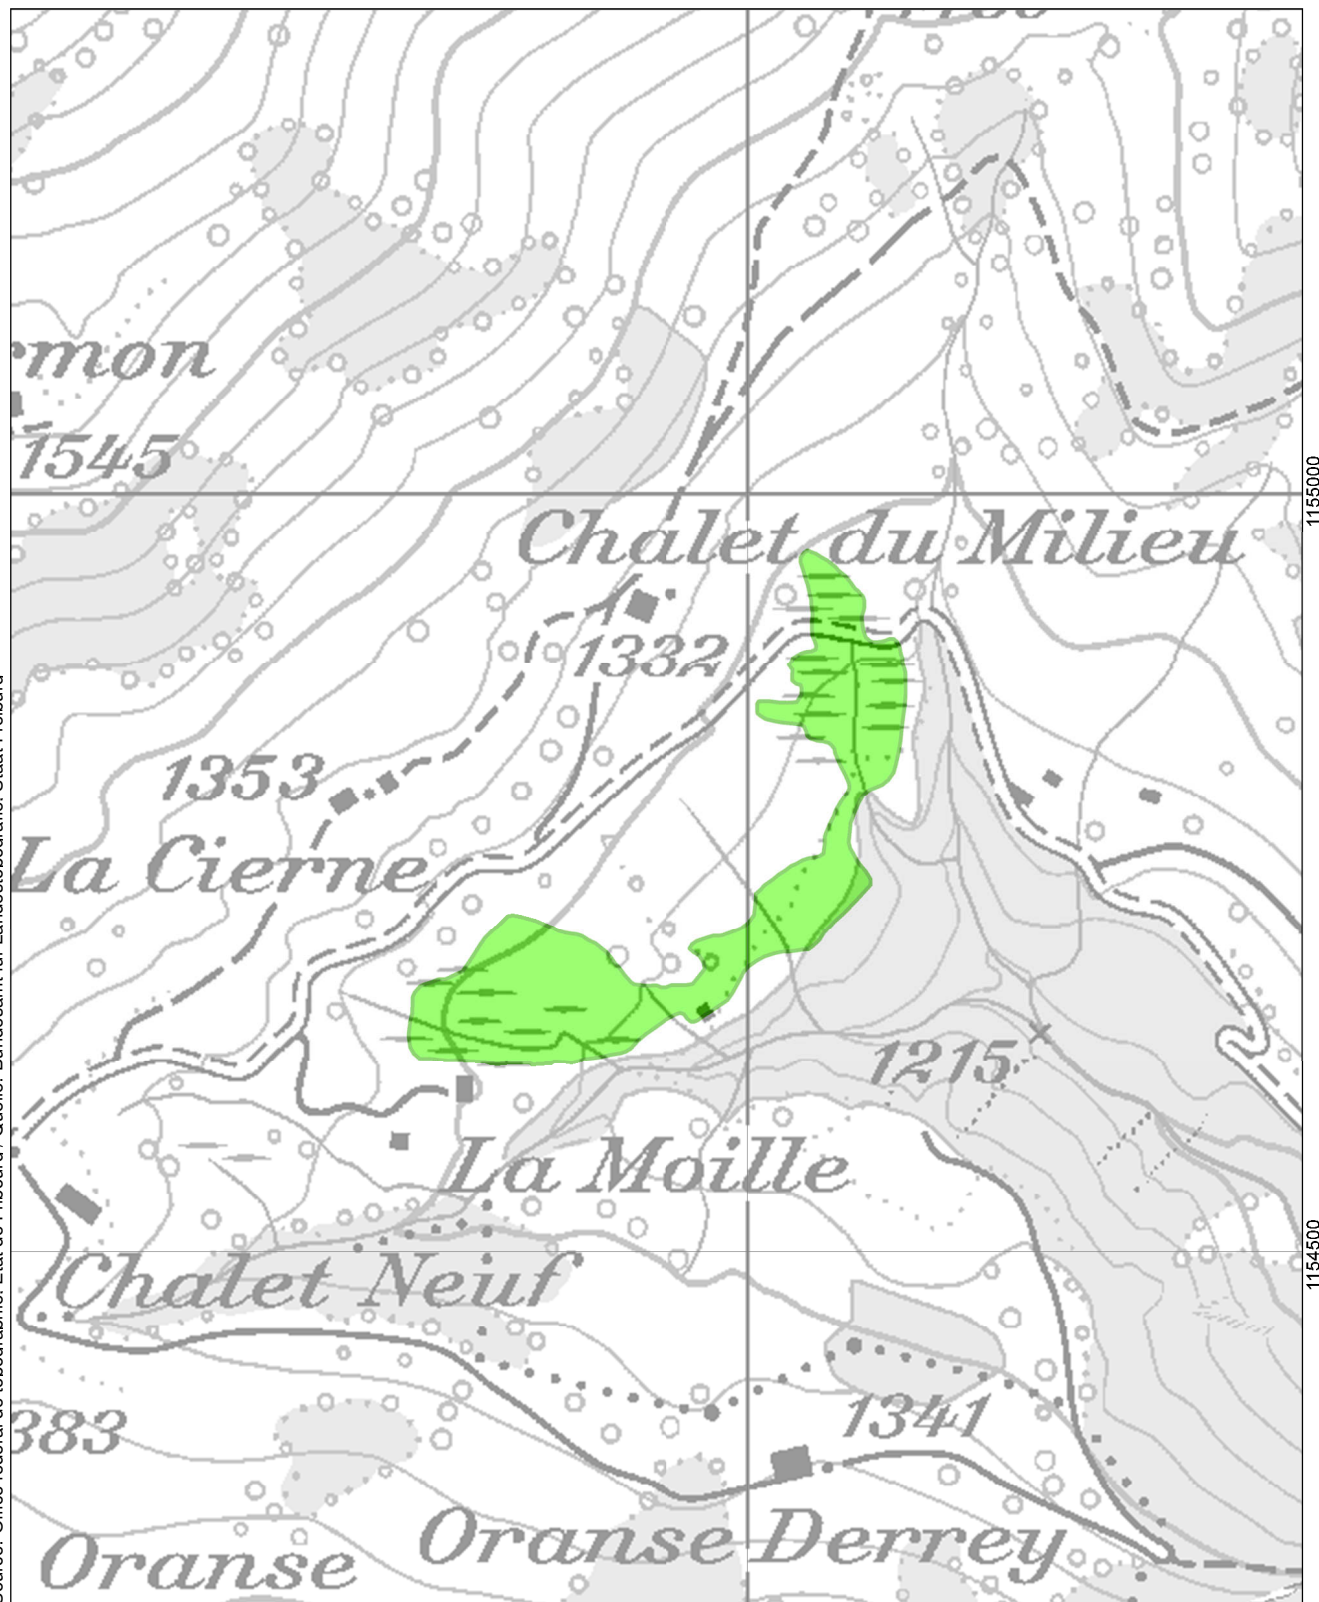 rmon
1545
1155000
Chalet du Milieu
1332
1353
La Cierne
1215
La Moille
1154500
Chalet Neuf
1341
383
Oranse Derrey
Oranse